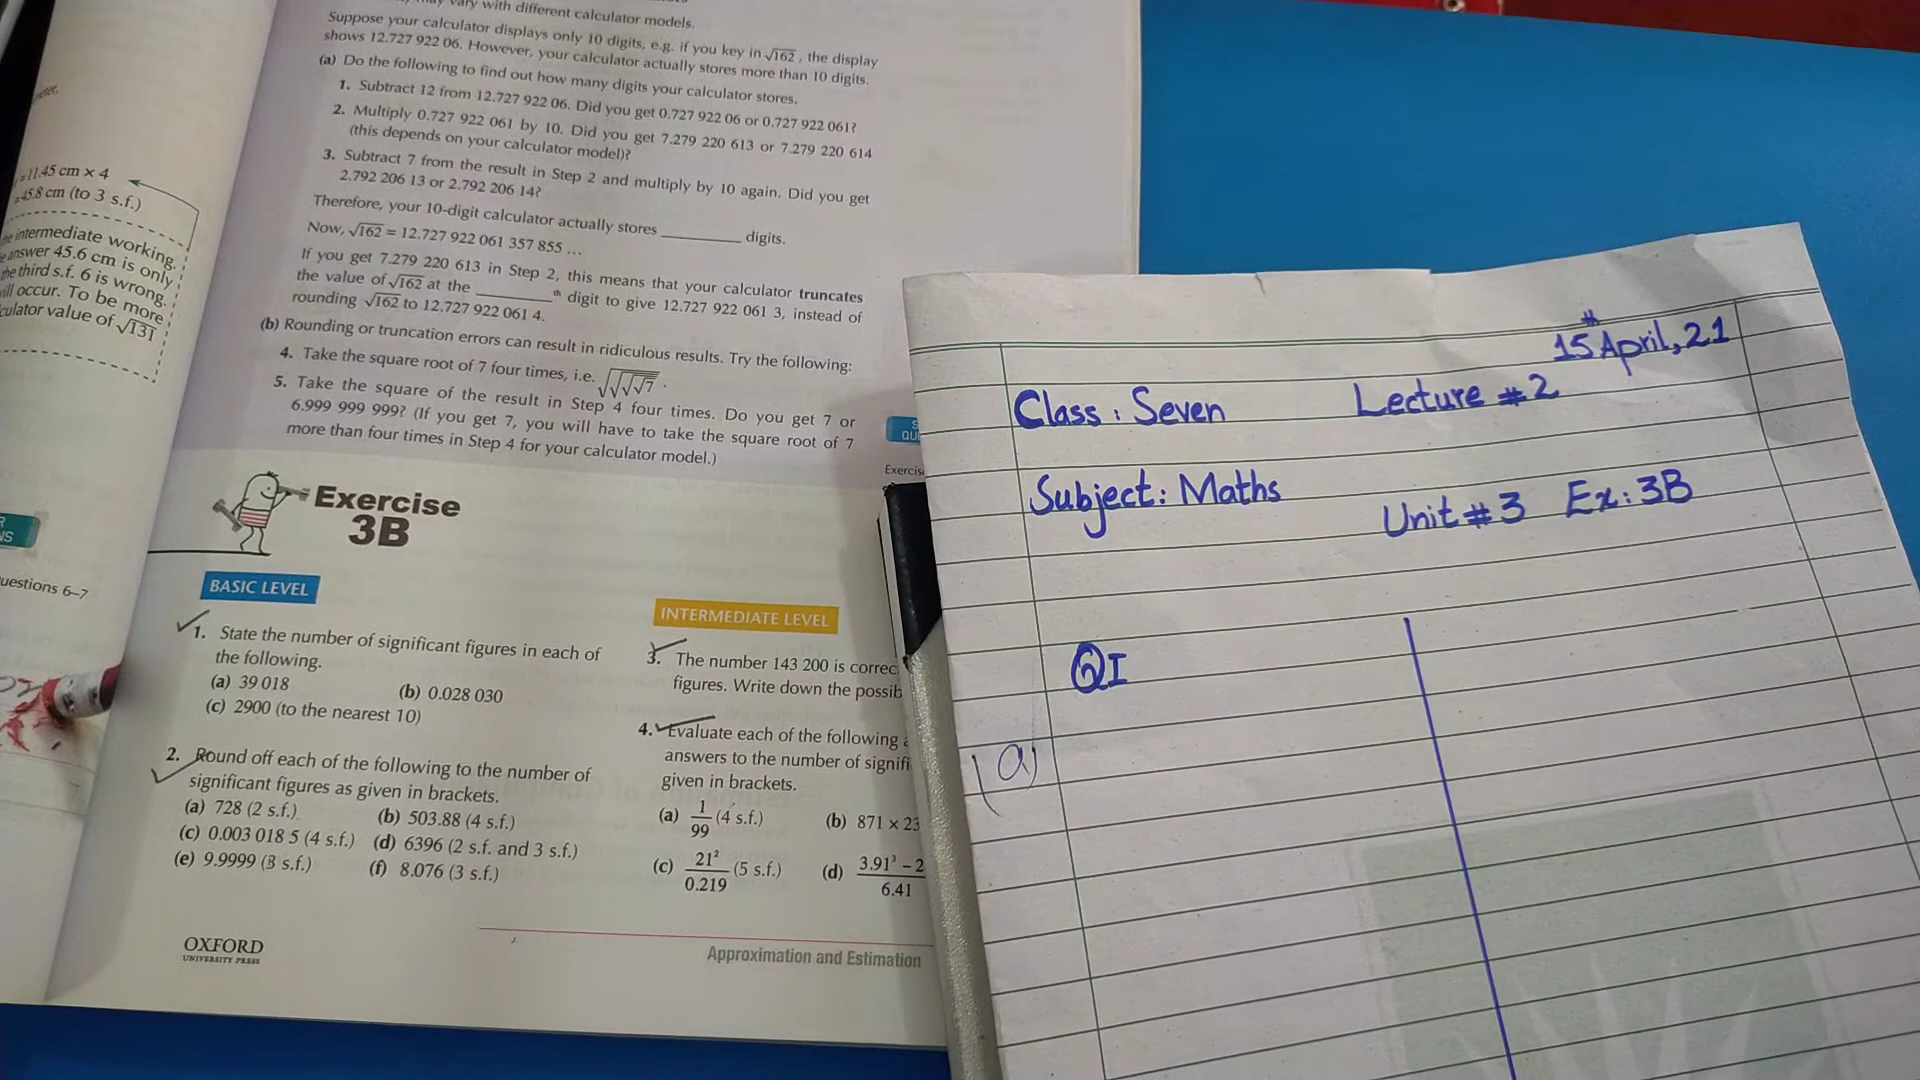 may vary with different calculator models.
Suppose your calculator displays only 10 digits, e.g. if you key in √162, the display
shows 12.727 922 06. However, your calculator actually stores more than 10 digits.
(a) Do the following to find out how many digits your calculator stores.
1. Subtract 12 from 12.727 922 06. Did you get 0.727 922 06 or 0.727 922 061?
2. Multiply 0.727 922 061 by 10. Did you get 7.279 220 613 or 7.279 220 614
(this depends on your calculator model)?
3. Subtract 7 from the result in Step 2 and multiply by 10 again. Did you get
2.792 206 13 or 2.792 206 14?
Therefore, your 10-digit calculator actually stores ________ digits.
Now, √162 = 12.727 922 061 357 855 ...
If you get 7.279 220 613 in Step 2, this means that your calculator truncates
the value of √162 at the ________ th digit to give 12.727 922 061 3, instead of
rounding √162 to 12.727 922 061 4.
(b) Rounding or truncation errors can result in ridiculous results. Try the following:
4. Take the square root of 7 four times, i.e. √√√√7.
5. Take the square of the result in Step 4 four times. Do you get 7 or
6.999 999 999? (If you get 7, you will have to take the square root of 7
more than four times in Step 4 for your calculator model.)
=11.45 cm × 4
=45.8 cm (to 3 s.f.)
intermediate working.
answer 45.6 cm is only
the third s.f. 6 is wrong.
ill occur. To be more
culator value of √131
uestions 6–7
Exercise
3B
BASIC LEVEL
1. State the number of significant figures in each of
the following.
(a) 39 018 (b) 0.028 030
(c) 2900 (to the nearest 10)
2. Round off each of the following to the number of
significant figures as given in brackets.
(a) 728 (2 s.f.) (b) 503.88 (4 s.f.)
(c) 0.003 018 5 (4 s.f.) (d) 6396 (2 s.f. and 3 s.f.)
(e) 9.9999 (3 s.f.) (f) 8.076 (3 s.f.)
INTERMEDIATE LEVEL
3. The number 143 200 is correc
figures. Write down the possib
4. Evaluate each of the following
answers to the number of signifi
given in brackets.
(a) 1/99 (4 s.f.) (b) 871 × 23
(c) 21²/0.219 (5 s.f.) (d) 3.91³ – 2/6.41
OXFORD
UNIVERSITY PRESS
Approximation and Estimation
15 April, 21
Class: Seven Lecture #2
Subject: Maths Unit #3 Ex: 3B
Q1
(a)